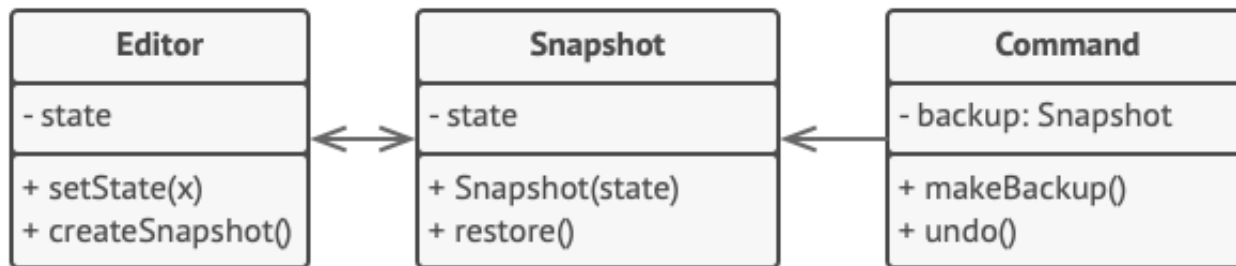 Editor
- state
+ setState(x)
+ createSnapshot()
Snapshot
- state
+ Snapshot(state)
+ restore()
Command
- backup: Snapshot
+ makeBackup()
+ undo()